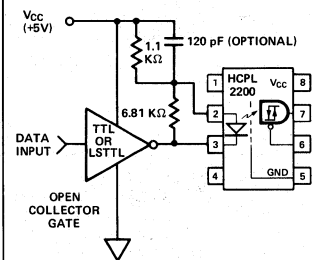 VCC
(+5V)
1.1
KΩ
120 pF (OPTIONAL)
HCPL
2200
VCC
1
8
2
7
3
6
4
5
GND
6.81 KΩ
DATA
INPUT
TTL
OR
LSTTL
OPEN
COLLECTOR
GATE